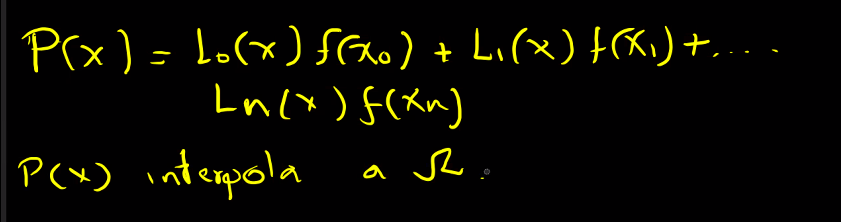 P(x) = L₀(x) f(x₀) + L₁(x) f(x₁) + ....
Ln(x) f(xn)
P(x) interpola a Ω.